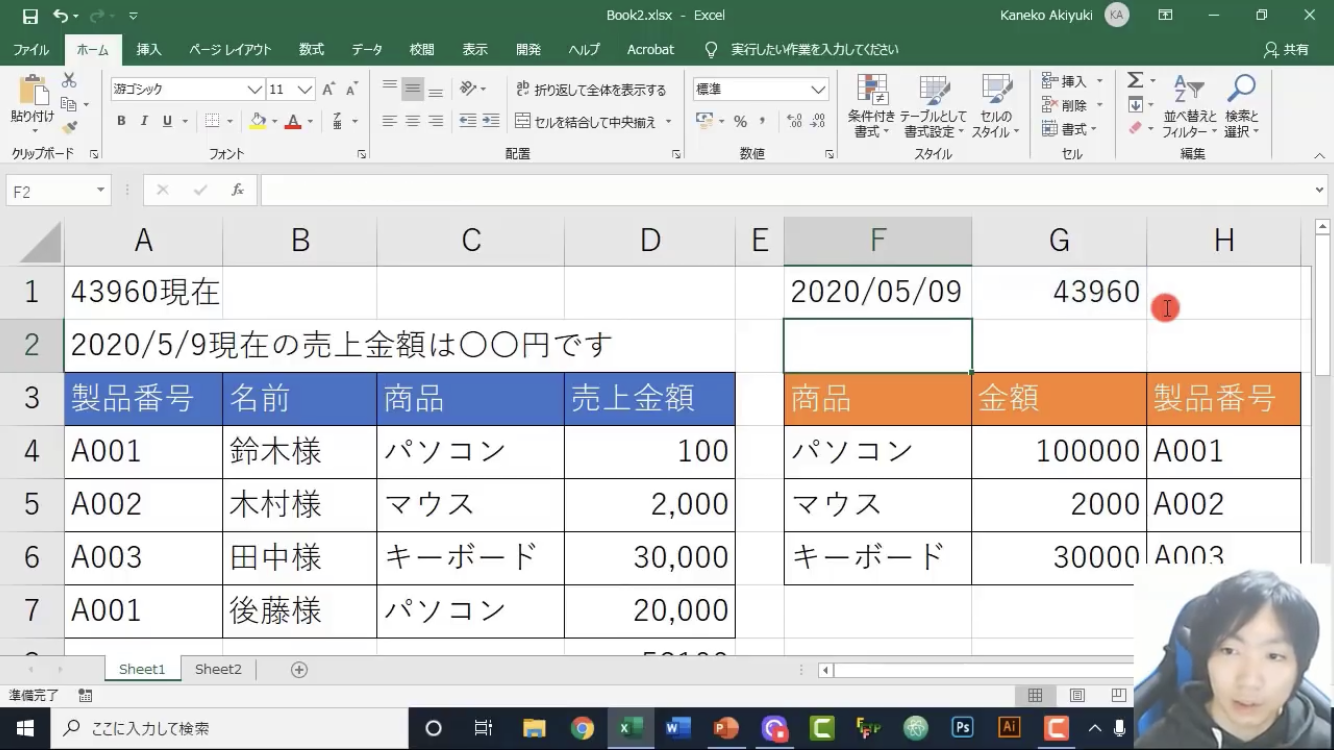 Book2.xlsx - Excel
Kaneko Akiyuki KA
ファイル ホーム 挿入 ページ レイアウト 数式 データ 校閲 表示 開発 ヘルプ Acrobat 実行したい作業を入力してください 共有
游ゴシック 11 折り返して全体を表示する 標準 挿入
貼り付け B I U セルを結合して中央揃え 条件付き書式 テーブルとして書式設定 セルのスタイル 削除 書式 並べ替えとフィルター 検索と選択
クリップボード フォント 配置 数値 スタイル セル 編集
F2 fx
A B C D E F G H
1 43960現在 2020/05/09 43960
2 2020/5/9現在の売上金額は〇〇円です
3 製品番号 名前 商品 売上金額 商品 金額 製品番号
4 A001 鈴木様 パソコン 100 パソコン 100000 A001
5 A002 木村様 マウス 2,000 マウス 2000 A002
6 A003 田中様 キーボード 30,000 キーボード 30000 A003
7 A001 後藤様 パソコン 20,000
Sheet1 Sheet2
準備完了
ここに入力して検索